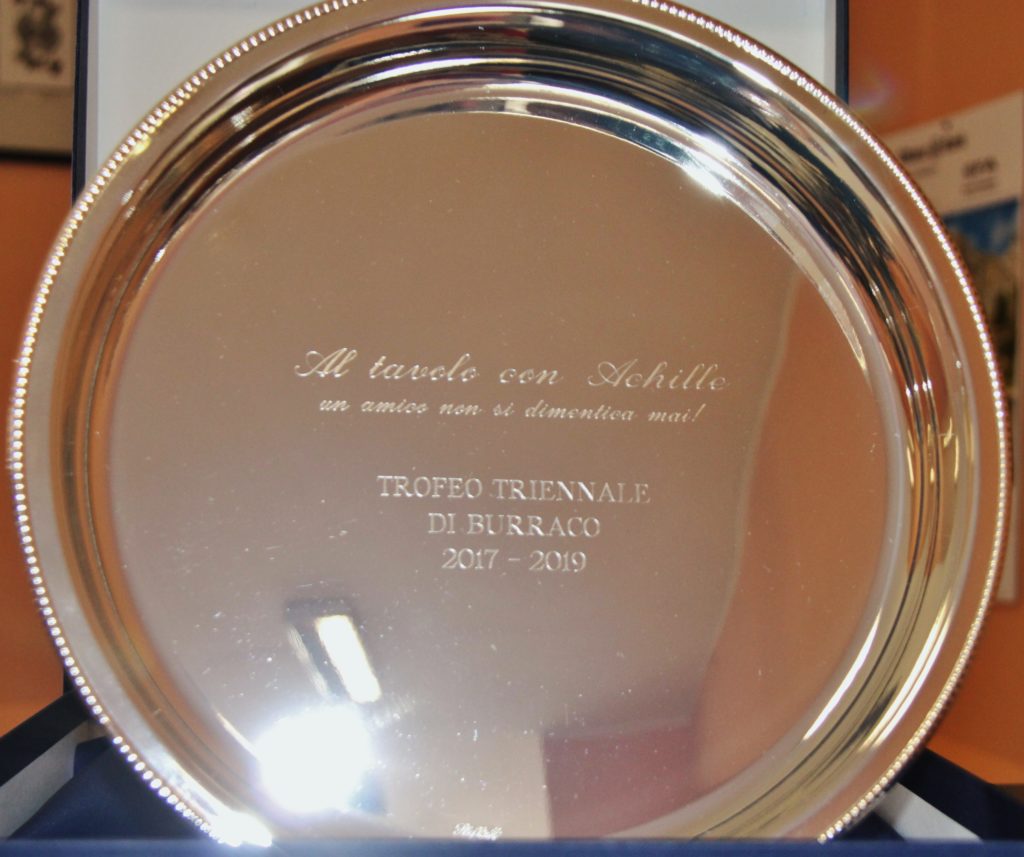 Al tavolo con Achille
un amico non si dimentica mai!
TROFEO TRIENNALE
DI BURRACO
2017 - 2019